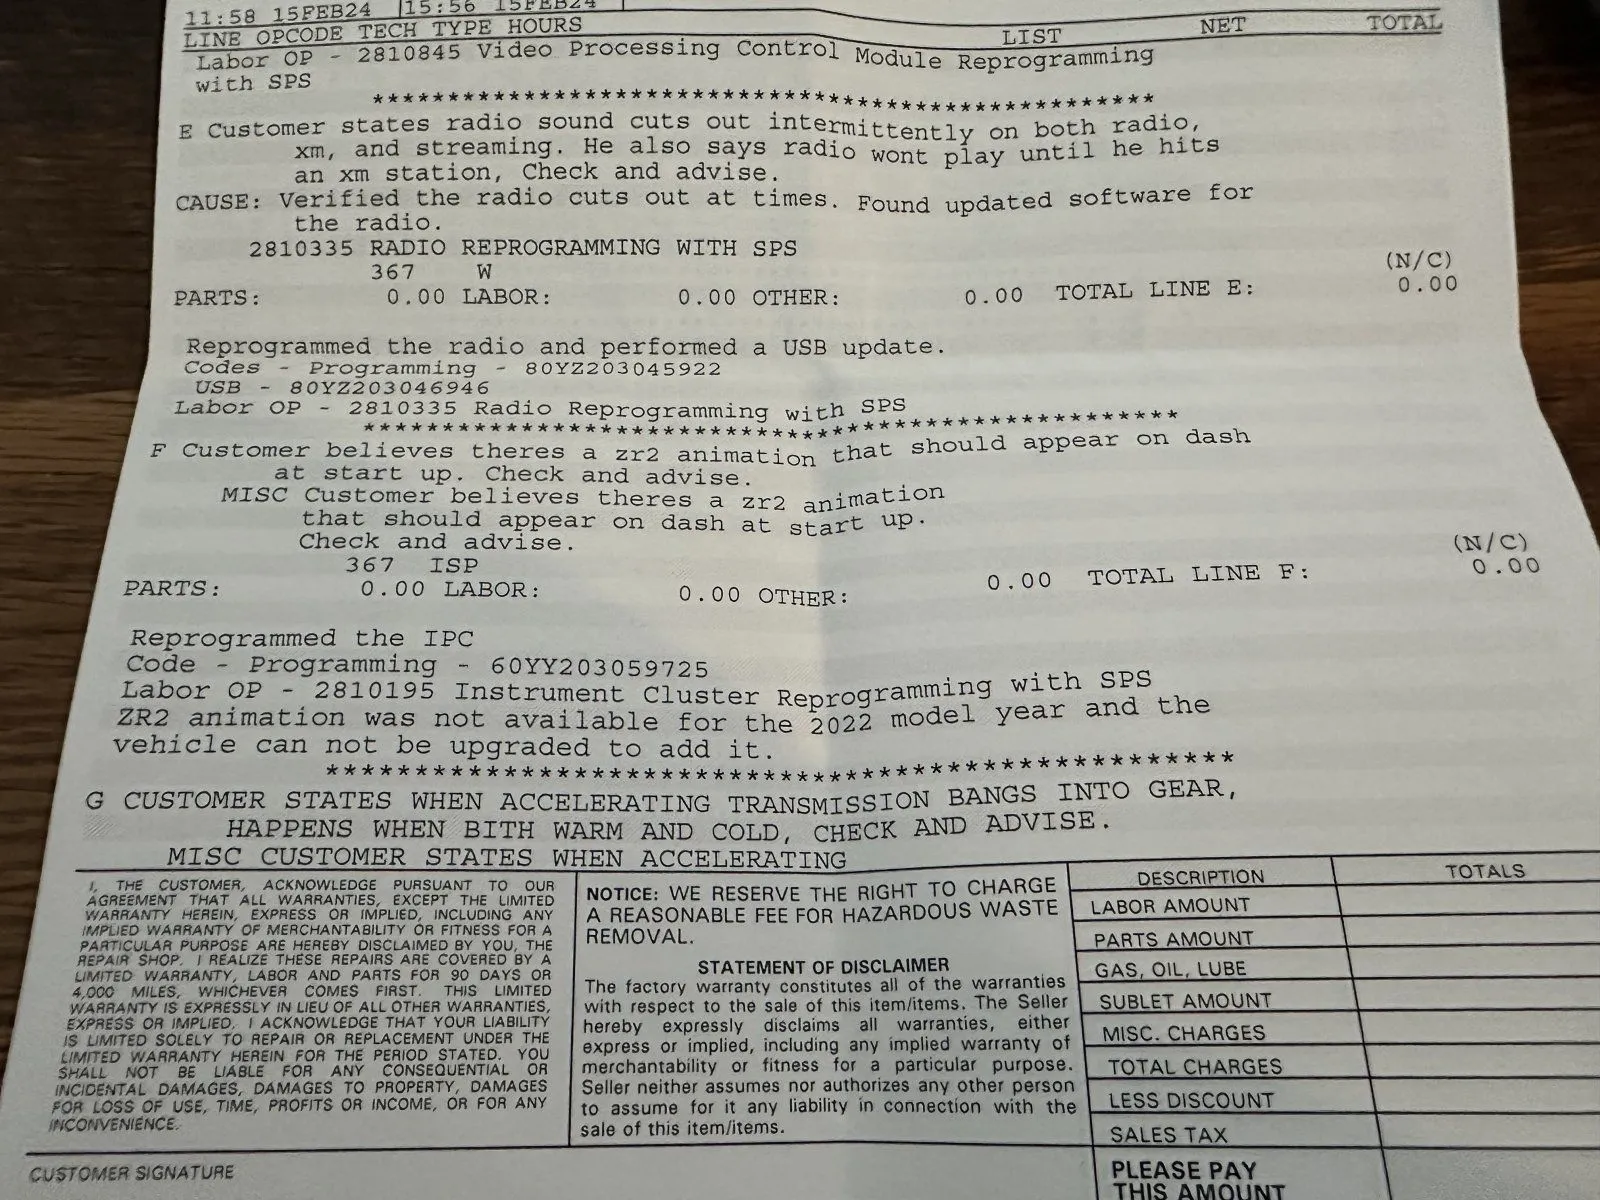 11:58 15FEB24 15:56 15FEB24
LINE OPCODE TECH TYPE HOURS LIST NET TOTAL
Labor OP - 2810845 Video Processing Control Module Reprogramming
with SPS
****************************************************
E Customer states radio sound cuts out intermittently on both radio,
xm, and streaming. He also says radio wont play until he hits
an xm station, Check and advise.
CAUSE: Verified the radio cuts out at times. Found updated software for
the radio.
2810335 RADIO REPROGRAMMING WITH SPS
367 W (N/C)
PARTS: 0.00 LABOR: 0.00 OTHER: 0.00 TOTAL LINE E: 0.00
Reprogrammed the radio and performed a USB update.
Codes - Programming - 80YZ203045922
USB - 80YZ203046946
Labor OP - 2810335 Radio Reprogramming with SPS
****************************************************
F Customer believes theres a zr2 animation that should appear on dash
at start up. Check and advise.
MISC Customer believes theres a zr2 animation
that should appear on dash at start up.
Check and advise.
367 ISP (N/C)
PARTS: 0.00 LABOR: 0.00 OTHER: 0.00 TOTAL LINE F: 0.00
Reprogrammed the IPC
Code - Programming - 60YY203059725
Labor OP - 2810195 Instrument Cluster Reprogramming with SPS
ZR2 animation was not available for the 2022 model year and the
vehicle can not be upgraded to add it.
****************************************************
G CUSTOMER STATES WHEN ACCELERATING TRANSMISSION BANGS INTO GEAR,
HAPPENS WHEN BITH WARM AND COLD, CHECK AND ADVISE.
MISC CUSTOMER STATES WHEN ACCELERATING
I, THE CUSTOMER, ACKNOWLEDGE PURSUANT TO OUR
AGREEMENT THAT ALL WARRANTIES, EXCEPT THE LIMITED
WARRANTY HEREIN, EXPRESS OR IMPLIED, INCLUDING ANY
IMPLIED WARRANTY OF MERCHANTABILITY OR FITNESS FOR A
PARTICULAR PURPOSE ARE HEREBY DISCLAIMED BY YOU, THE
REPAIR SHOP. I REALIZE THESE REPAIRS ARE COVERED BY A
LIMITED WARRANTY, LABOR AND PARTS FOR 90 DAYS OR
4,000 MILES, WHICHEVER COMES FIRST. THIS LIMITED
WARRANTY IS EXPRESSLY IN LIEU OF ALL OTHER WARRANTIES,
EXPRESS OR IMPLIED. I ACKNOWLEDGE THAT YOUR LIABILITY
IS LIMITED SOLELY TO REPAIR OR REPLACEMENT UNDER THE
LIMITED WARRANTY HEREIN FOR THE PERIOD STATED. YOU
SHALL NOT BE LIABLE FOR ANY CONSEQUENTIAL OR
INCIDENTAL DAMAGES, DAMAGES TO PROPERTY, DAMAGES
FOR LOSS OF USE, TIME, PROFITS OR INCOME, OR FOR ANY
INCONVENIENCE.
CUSTOMER SIGNATURE
NOTICE: WE RESERVE THE RIGHT TO CHARGE
A REASONABLE FEE FOR HAZARDOUS WASTE
REMOVAL.
STATEMENT OF DISCLAIMER
The factory warranty constitutes all of the warranties
with respect to the sale of this item/items. The Seller
hereby expressly disclaims all warranties, either
express or implied, including any implied warranty of
merchantability or fitness for a particular purpose.
Seller neither assumes nor authorizes any other person
to assume for it any liability in connection with the
sale of this item/items.
DESCRIPTION TOTALS
LABOR AMOUNT
PARTS AMOUNT
GAS, OIL, LUBE
SUBLET AMOUNT
MISC. CHARGES
TOTAL CHARGES
LESS DISCOUNT
SALES TAX
PLEASE PAY
THIS AMOUNT